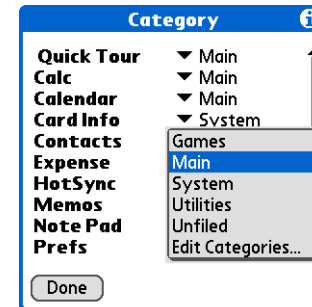 Category
Quick Tour Main
Calc Main
Calendar Main
Card Info System
Contacts Games
Expense Main
HotSync System
Memos Utilities
Note Pad Unfiled
Prefs Edit Categories...
Done